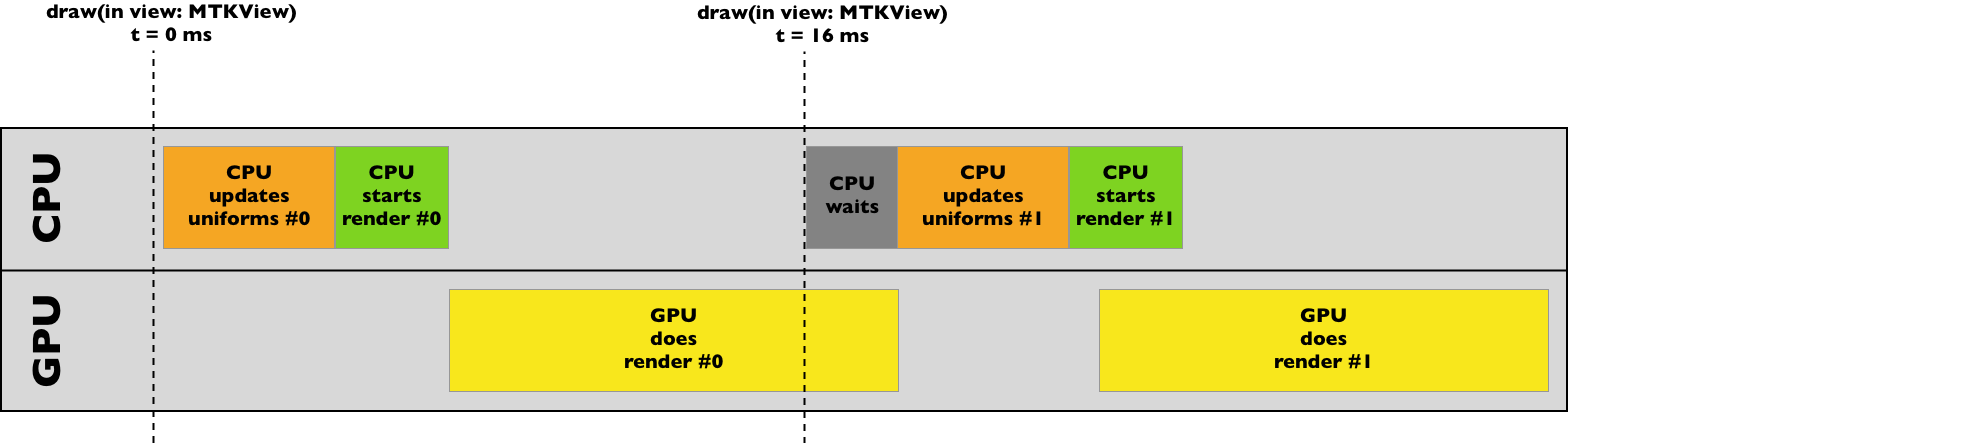 draw(in view: MTKView)
t = 0 ms
draw(in view: MTKView)
t = 16 ms
CPU
CPU
updates
uniforms #0
CPU
starts
render #0
CPU
waits
CPU
updates
uniforms #1
CPU
starts
render #1
GPU
GPU
does
render #0
GPU
does
render #1